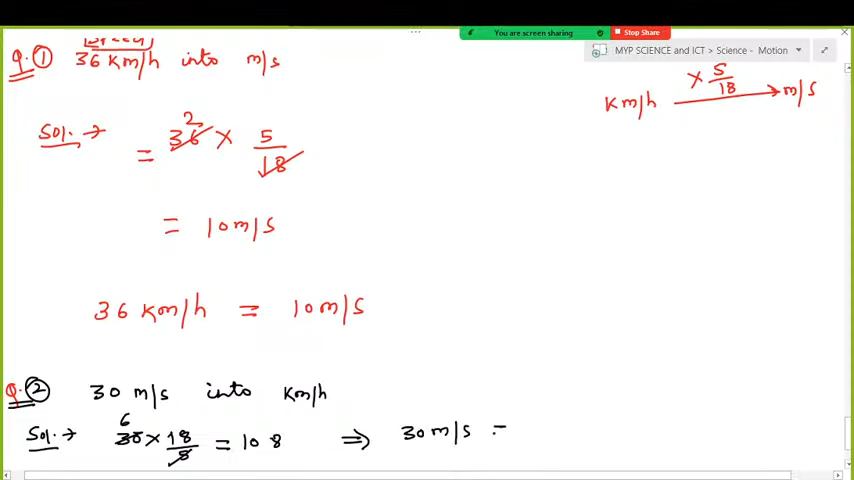 You are screen sharing Stop Share
MYP SCIENCE and ICT > Science - Motion
Q. 1 36 km/h into m/s
km/h × 5/18 → m/s
Sol. → = 36 2 × 5/18
= 10 m/s
36 km/h = 10 m/s
Q. 2 30 m/s into km/h
Sol. → 30 6 × 18/5 = 108 ⇒ 30 m/s =